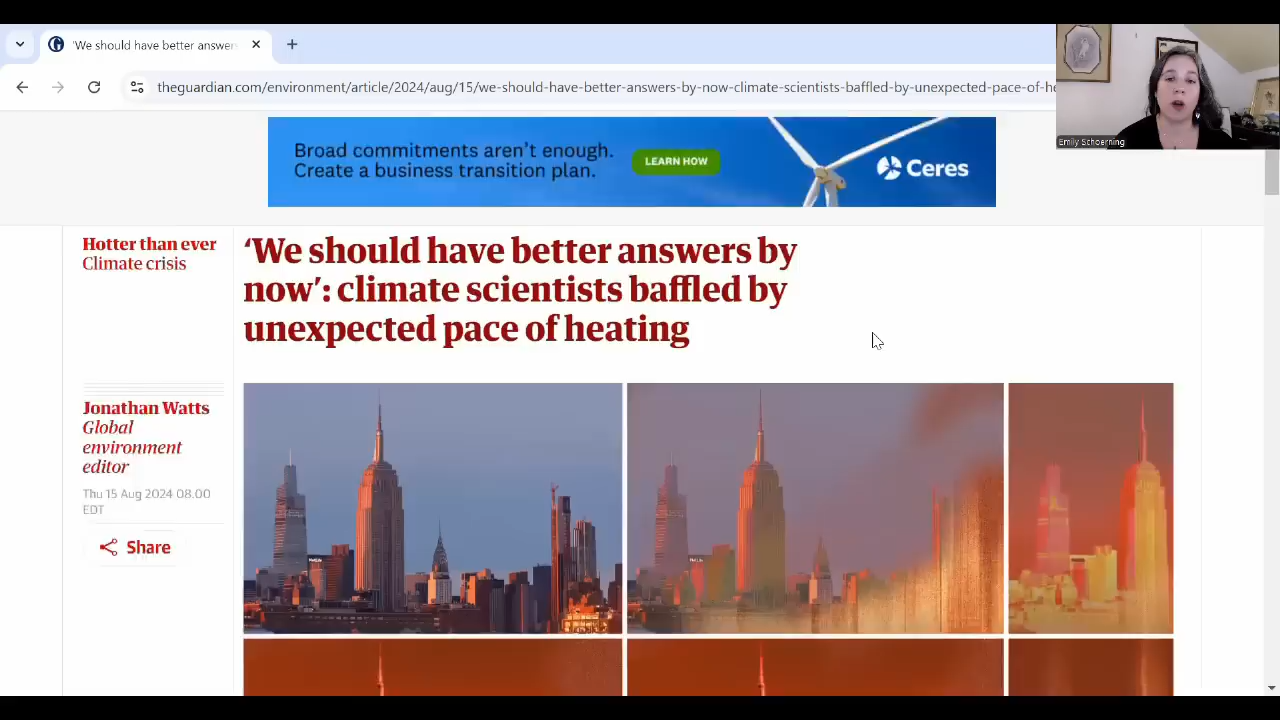 'We should have better answer
theguardian.com/environment/article/2024/aug/15/we-should-have-better-answers-by-now-climate-scientists-baffled-by-unexpected-pace-of-he
Emily Schoerning
Broad commitments aren't enough.
Create a business transition plan.
LEARN HOW
Ceres
Hotter than ever
Climate crisis
‘We should have better answers by
now’: climate scientists baffled by
unexpected pace of heating
Jonathan Watts
Global
environment
editor
Thu 15 Aug 2024 08.00
EDT
Share
MetLife
MetLife